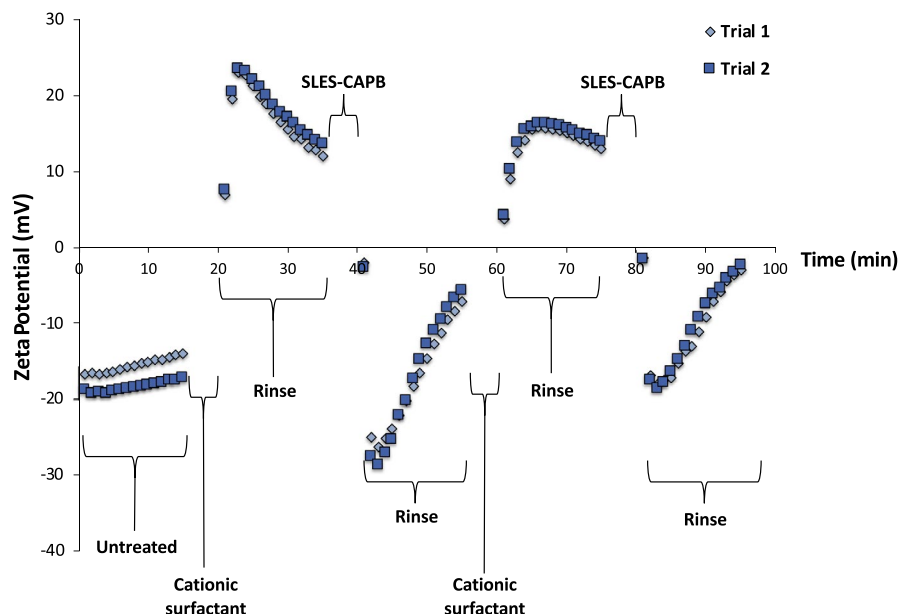 30
Trial 1
Trial 2
20
SLES-CAPB
SLES-CAPB
10
Zeta Potential (mV)
0
0 10 20 30 40 50 60 70 80 90 100
Time (min)
-10
Rinse
Rinse
-20
-30
Rinse
Rinse
Untreated
-40
Cationic
surfactant
Cationic
surfactant